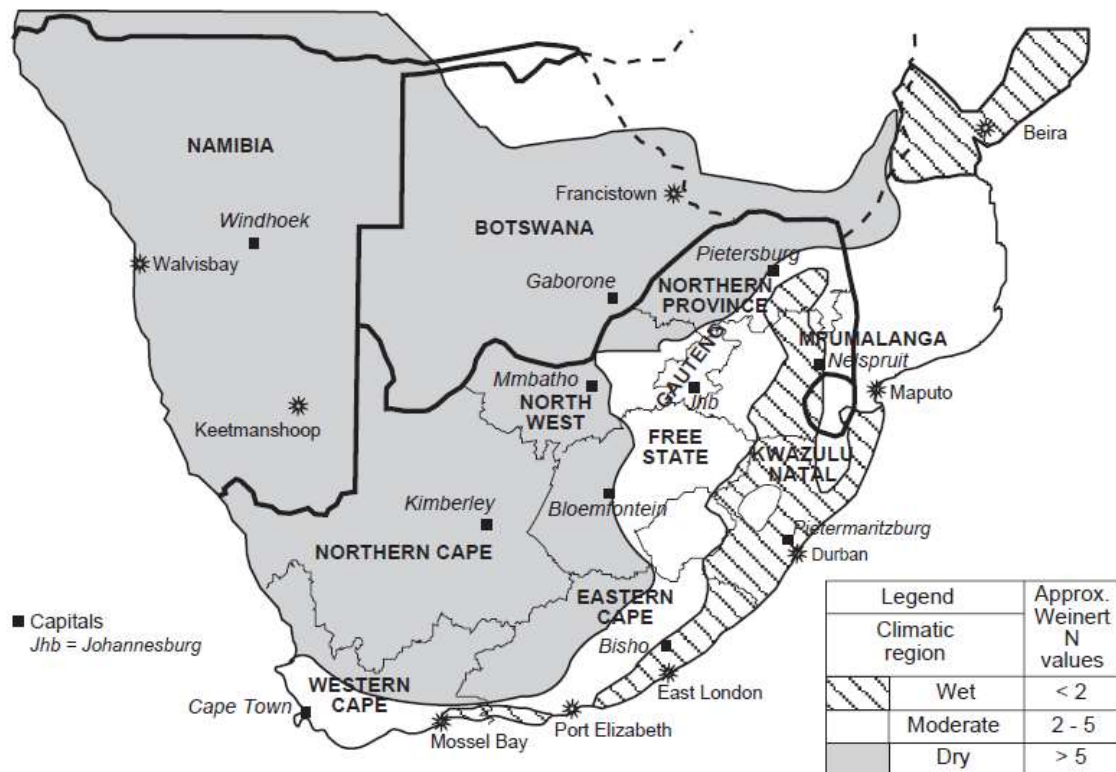 Beira
NAMIBIA
Francistown
Windhoek
BOTSWANA
Walvisbay
Pietersburg
Gaborone
NORTHERN
PROVINCE
MPUMALANGA
GAUTENG
Nelspruit
Mmbatho
Jhb
Maputo
NORTH
WEST
Keetmanshoop
FREE
STATE
KWAZULU
NATAL
Kimberley
Bloemfontein
Pietermaritzburg
NORTHERN CAPE
Durban
EASTERN
CAPE
Capitals
Jhb = Johannesburg
Bisho
WESTERN
CAPE
East London
Cape Town
Port Elizabeth
Mossel Bay
Legend
Approx.
Weinert
N
values
Climatic
region
Wet < 2
Moderate 2 - 5
Dry > 5